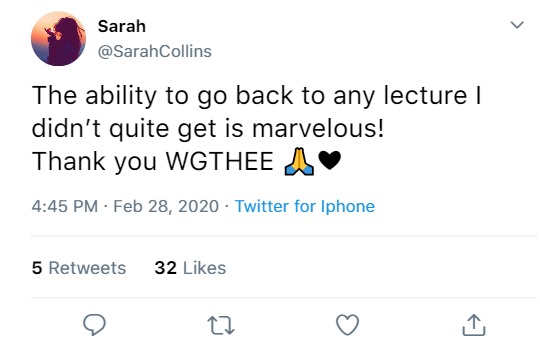 Sarah
@SarahCollins
The ability to go back to any lecture I
didn’t quite get is marvelous!
Thank you WGTHEE 🙏🖤
4:45 PM · Feb 28, 2020 · Twitter for Iphone
5 Retweets 32 Likes